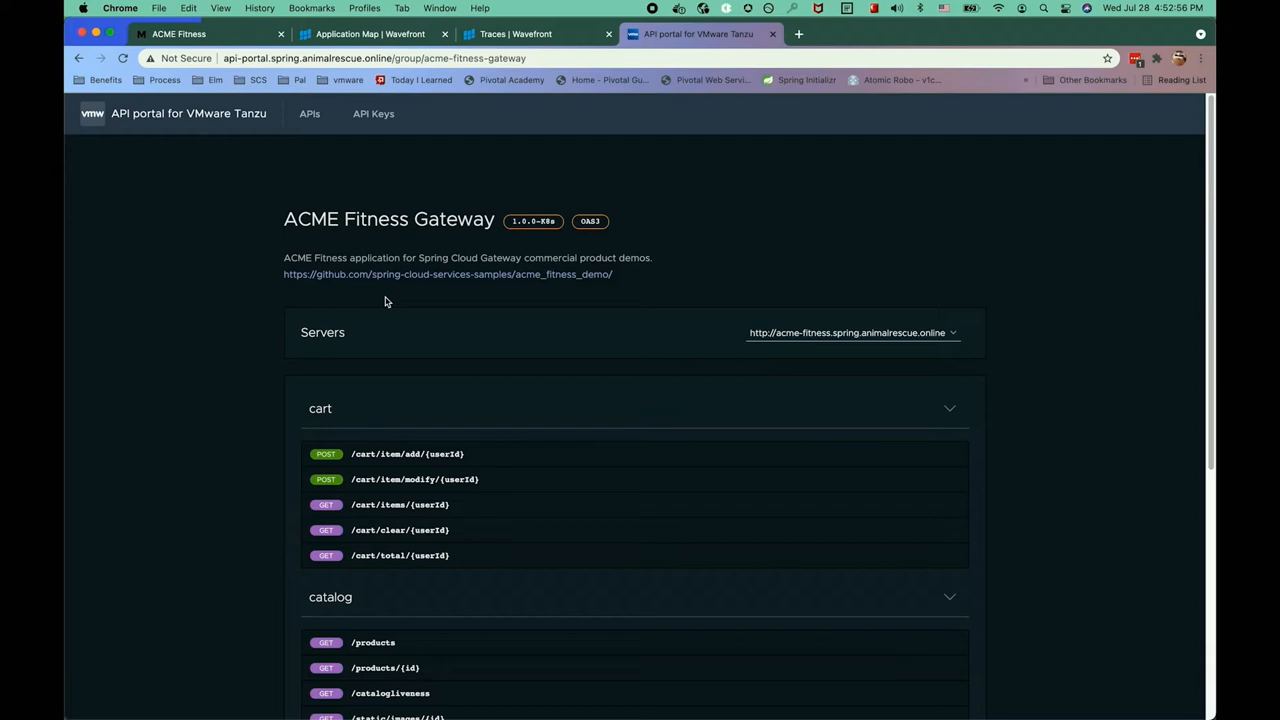 Chrome File Edit View History Bookmarks Profiles Tab Window Help Wed Jul 28 4:52:56 PM
ACME Fitness Application Map | Wavefront Traces | Wavefront API portal for VMware Tanzu
Not Secure api-portal.spring.animalrescue.online/group/acme-fitness-gateway
Benefits Process Elm SCS Pal vmware Today I Learned Pivotal Academy Home - Pivotal Gu... Pivotal Web Servi... Spring Initializr Atomic Robo - v1c... » Other Bookmarks Reading List
vmw API portal for VMware Tanzu APIs API Keys
ACME Fitness Gateway 1.0.0-K8s OAS3
ACME Fitness application for Spring Cloud Gateway commercial product demos.
https://github.com/spring-cloud-services-samples/acme_fitness_demo/
Servers http://acme-fitness.spring.animalrescue.online
cart
POST /cart/item/add/{userId}
POST /cart/item/modify/{userId}
GET /cart/items/{userId}
GET /cart/clear/{userId}
GET /cart/total/{userId}
catalog
GET /products
GET /products/{id}
GET /catalogliveness
GET /static/images/{id}